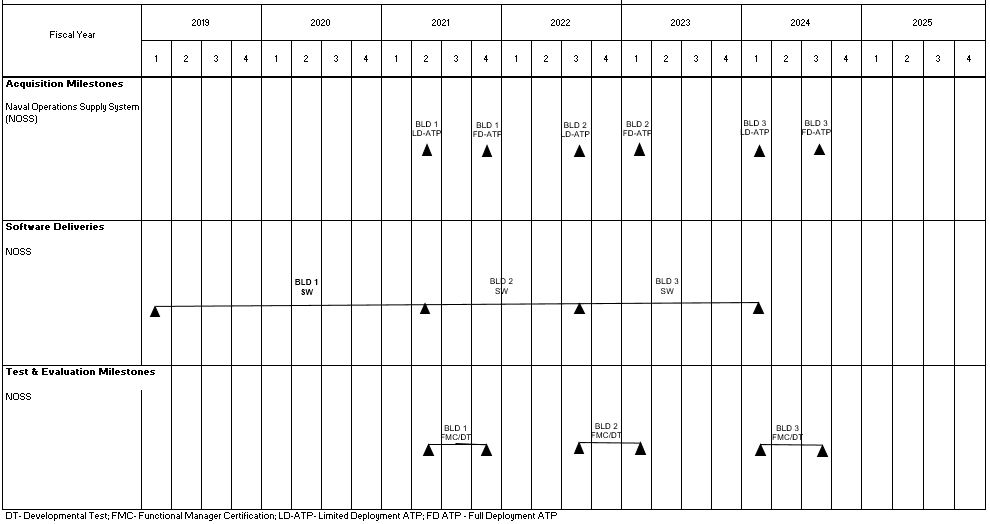 Fiscal Year 2019 2020 2021 2022 2023 2024 2025
1 2 3 4 1 2 3 4 1 2 3 4 1 2 3 4 1 2 3 4 1 2 3 4 1 2 3 4
Acquisition Milestones
Naval Operations Supply System
(NOSS)
BLD 1 BLD 1 BLD 2 BLD 2 BLD 3 BLD 3
LD-ATP FD-ATP LD-ATP FD-ATP LD-ATP FD-ATP
Software Deliveries
NOSS
BLD 1 BLD 2 BLD 3
SW SW SW
Test & Evaluation Milestones
NOSS
BLD 1 BLD 2 BLD 3
FMC/DT FMC/DT FMC/DT
DT- Developmental Test; FMC- Functional Manager Certification; LD-ATP- Limited Deployment ATP; FD ATP - Full Deployment ATP